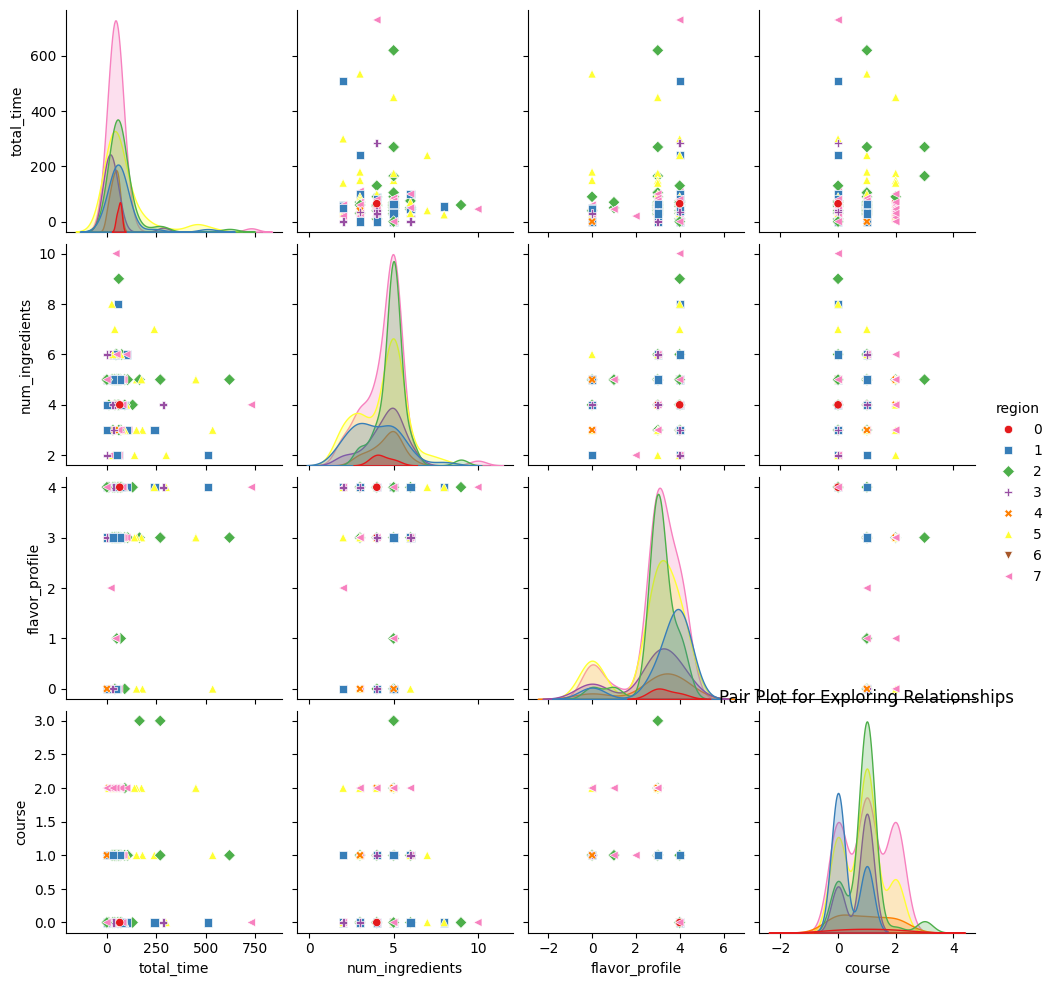 600
400
200
0
total_time
10
8
6
4
2
num_ingredients
region
0
1
2
3
4
5
6
7
4
3
2
1
0
flavor_profile
Pair Plot for Exploring Relationships
3.0
2.5
2.0
1.5
1.0
0.5
0.0
course
0 250 500 750
0 5 10
−2 0 2 4 6
−2 0 2 4
total_time num_ingredients flavor_profile course